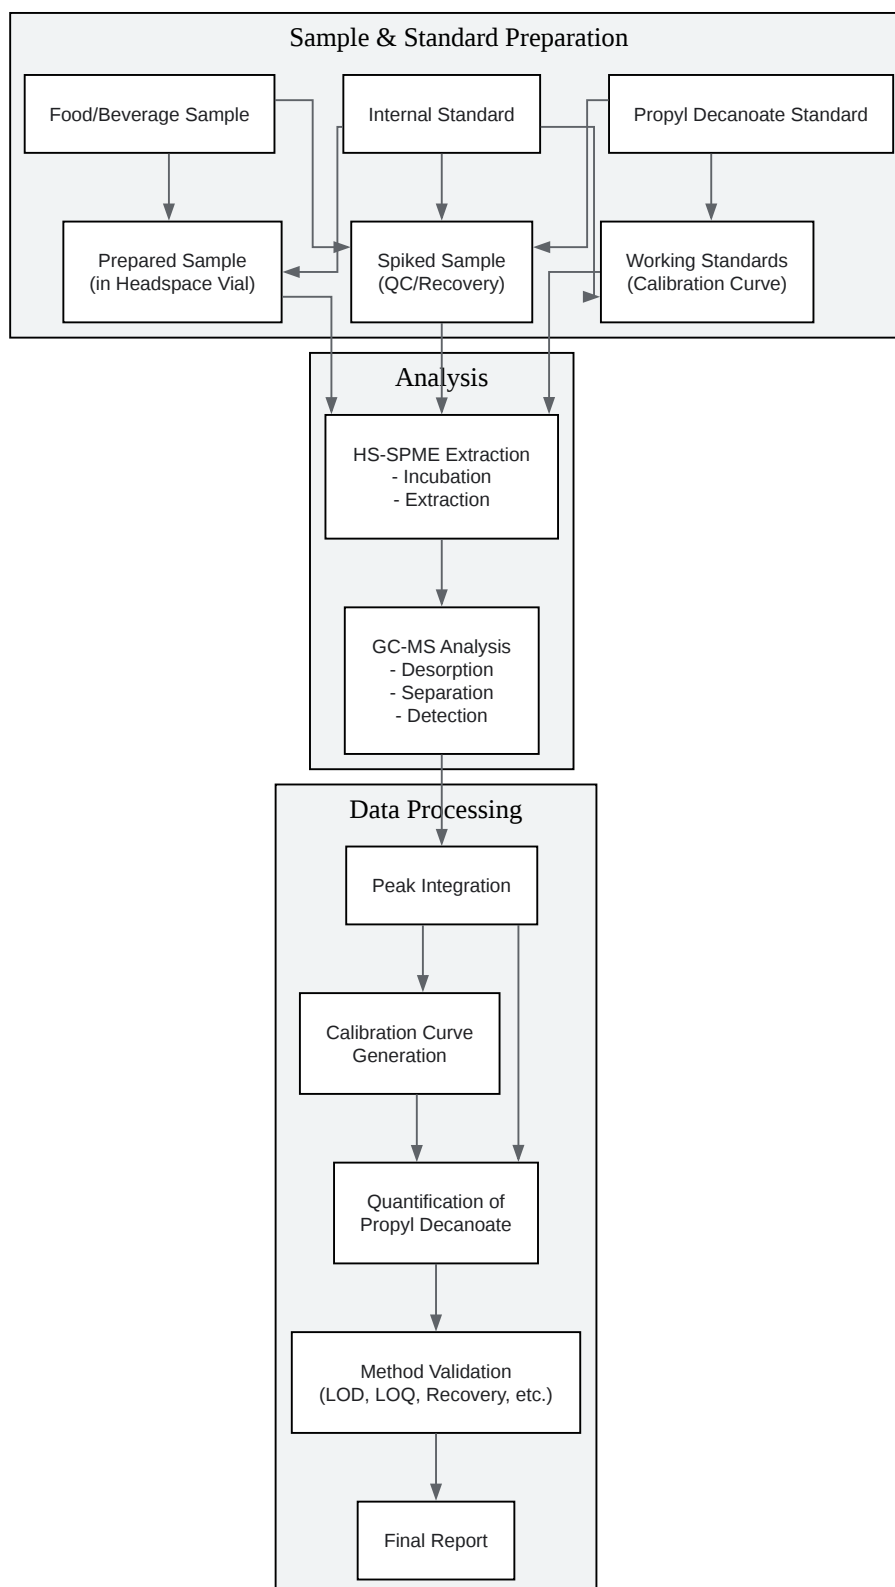 Sample & Standard Preparation
Food/Beverage Sample
Internal Standard
Propyl Decanoate Standard
Prepared Sample
(in Headspace Vial)
Spiked Sample
(QC/Recovery)
Working Standards
(Calibration Curve)
Analysis
HS-SPME Extraction
- Incubation
- Extraction
GC-MS Analysis
- Desorption
- Separation
- Detection
Data Processing
Peak Integration
Calibration Curve
Generation
Quantification of
Propyl Decanoate
Method Validation
(LOD, LOQ, Recovery, etc.)
Final Report